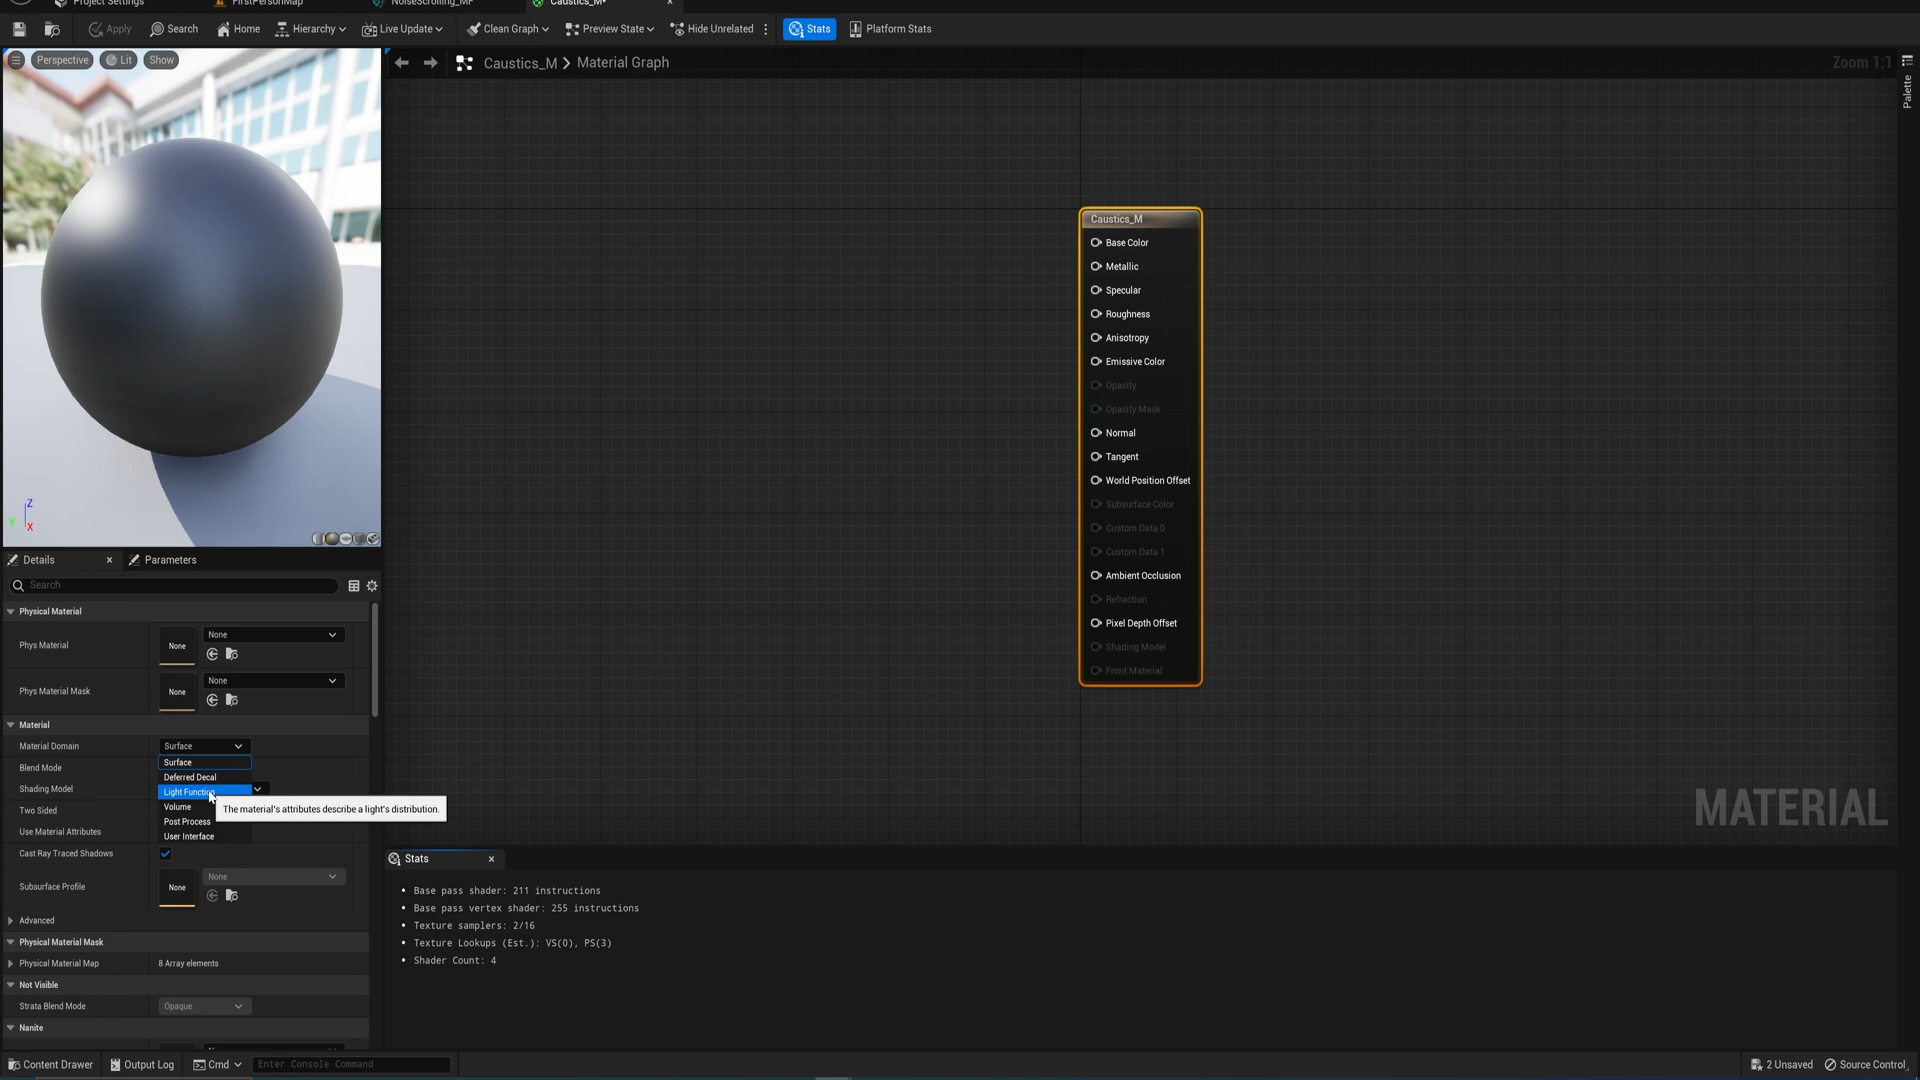 Project Settings
FirstPersonMap
NoiseScrolling_MF
Caustics_M*
Apply
Search
Home
Hierarchy
Live Update
Clean Graph
Preview State
Hide Unrelated
Stats
Platform Stats
Perspective
Lit
Show
Caustics_M > Material Graph
Zoom 1:1
Palette
Z
X
Caustics_M
Base Color
Metallic
Specular
Roughness
Anisotropy
Emissive Color
Opacity
Opacity Mask
Normal
Tangent
World Position Offset
Subsurface Color
Custom Data 0
Custom Data 1
Ambient Occlusion
Refraction
Pixel Depth Offset
Shading Model
Front Material
MATERIAL
Details
Parameters
Search
Physical Material
Phys Material
None
None
Phys Material Mask
None
None
Material
Material Domain
Surface
Blend Mode
Surface
Deferred Decal
Shading Model
Light Function
Volume
The material's attributes describe a light's distribution.
Two Sided
Post Process
Use Material Attributes
User Interface
Cast Ray Traced Shadows
Subsurface Profile
None
None
Advanced
Physical Material Mask
Physical Material Map
8 Array elements
Not Visible
Strata Blend Mode
Opaque
Nanite
Stats
• Base pass shader: 211 instructions
• Base pass vertex shader: 255 instructions
• Texture samplers: 2/16
• Texture Lookups (Est.): VS(0), PS(3)
• Shader Count: 4
Content Drawer
Output Log
Cmd
Enter Console Command
2 Unsaved
Source Control